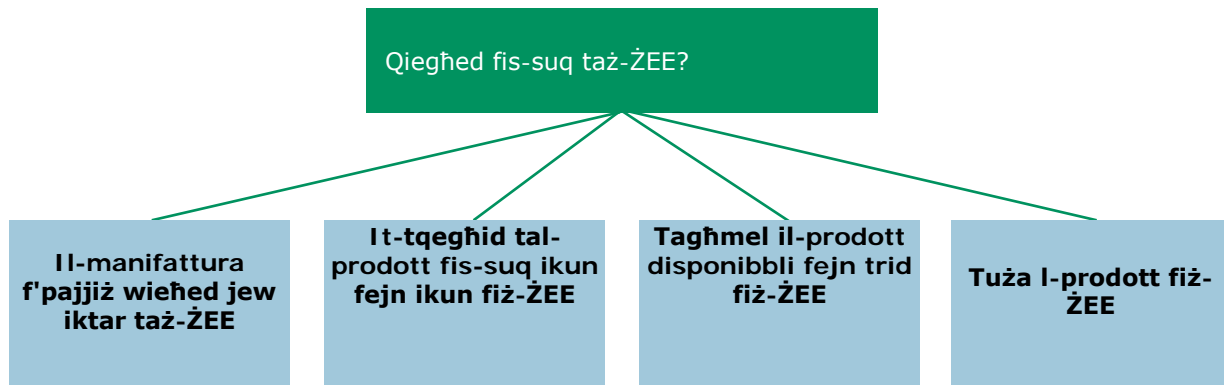 Qiegħed fis-suq taż-ŻEE?
Il-manifattura
f'pajjiż wieħed jew
iktar taż-ŻEE
It-tqegħid tal-
prodott fis-suq ikun
fejn ikun fiż-ŻEE
Tagħmel il-prodott
disponibbli fejn trid
fiż-ŻEE
Tuża l-prodott fiż-
ŻEE